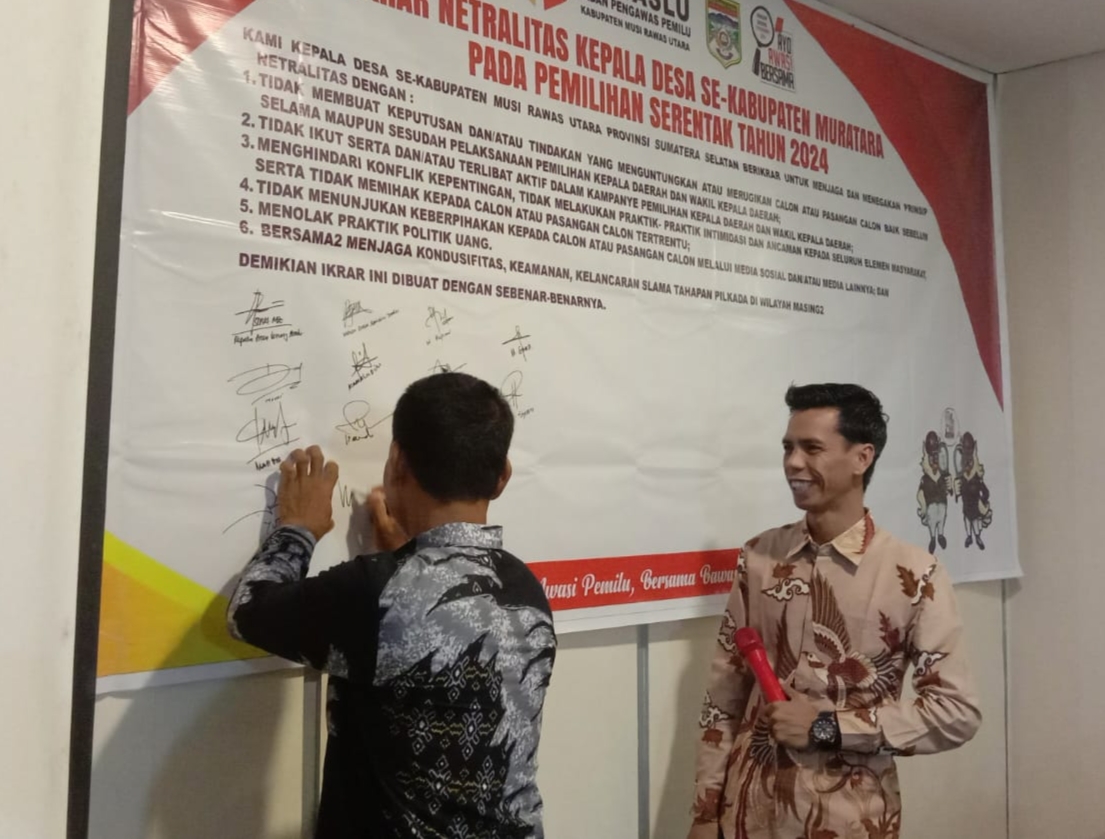 BADAN PENGAWAS PEMILU
KABUPATEN MUSI RAWAS UTARA
AYO
AWASI
BERSAMA
NETRALITAS KEPALA DESA SE-KABUPATEN MURATARA
PADA PEMILIHAN SERENTAK TAHUN 2024
KAMI KEPALA DESA SE-KABUPATEN MUSI RAWAS UTARA PROVINSI SUMATERA SELATAN BERIKRAR UNTUK MENJAGA DAN MENEGAKAN PRINSIP
NETRALITAS DENGAN :
1. TIDAK MEMBUAT KEPUTUSAN DAN/ATAU TINDAKAN YANG MENGUNTUNGKAN ATAU MERUGIKAN CALON ATAU PASANGAN CALON BAIK SEBELUM
SELAMA MAUPUN SESUDAH PELAKSANAAN PEMILIHAN KEPALA DAERAH DAN WAKIL KEPALA DAERAH;
2. TIDAK IKUT SERTA DAN/ATAU TERLIBAT AKTIF DALAM KAMPANYE PEMILIHAN KEPALA DAERAH DAN WAKIL KEPALA DAERAH;
3. MENGHINDARI KONFLIK KEPENTINGAN, TIDAK MELAKUKAN PRAKTIK- PRAKTIK INTIMIDASI DAN ANCAMAN KEPADA SELURUH ELEMEN MASYARAKAT,
SERTA TIDAK MEMIHAK KEPADA CALON ATAU PASANGAN CALON TERTRENTU;
4. TIDAK MENUNJUKAN KEBERPIHAKAN KEPADA CALON ATAU PASANGAN CALON MELALUI MEDIA SOSIAL DAN/ATAU MEDIA LAINNYA; DAN
5. MENOLAK PRAKTIK POLITIK UANG.
6. BERSAMA2 MENJAGA KONDUSIFITAS, KEAMANAN, KELANCARAN SLAMA TAHAPAN PILKADA DI WILAYAH MASING2
DEMIKIAN IKRAR INI DIBUAT DENGAN SEBENAR-BENARNYA.
Awasi Pemilu, Bersama